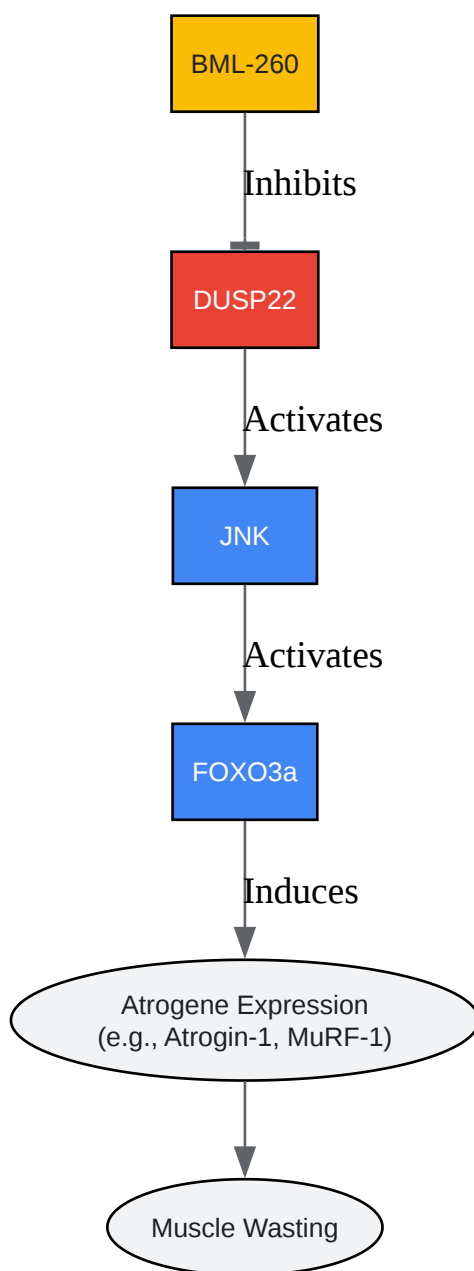 BML-260
Inhibits
DUSP22
Activates
JNK
Activates
FOXO3a
Induces
Atrogene Expression
(e.g., Atrogin-1, MuRF-1)
Muscle Wasting